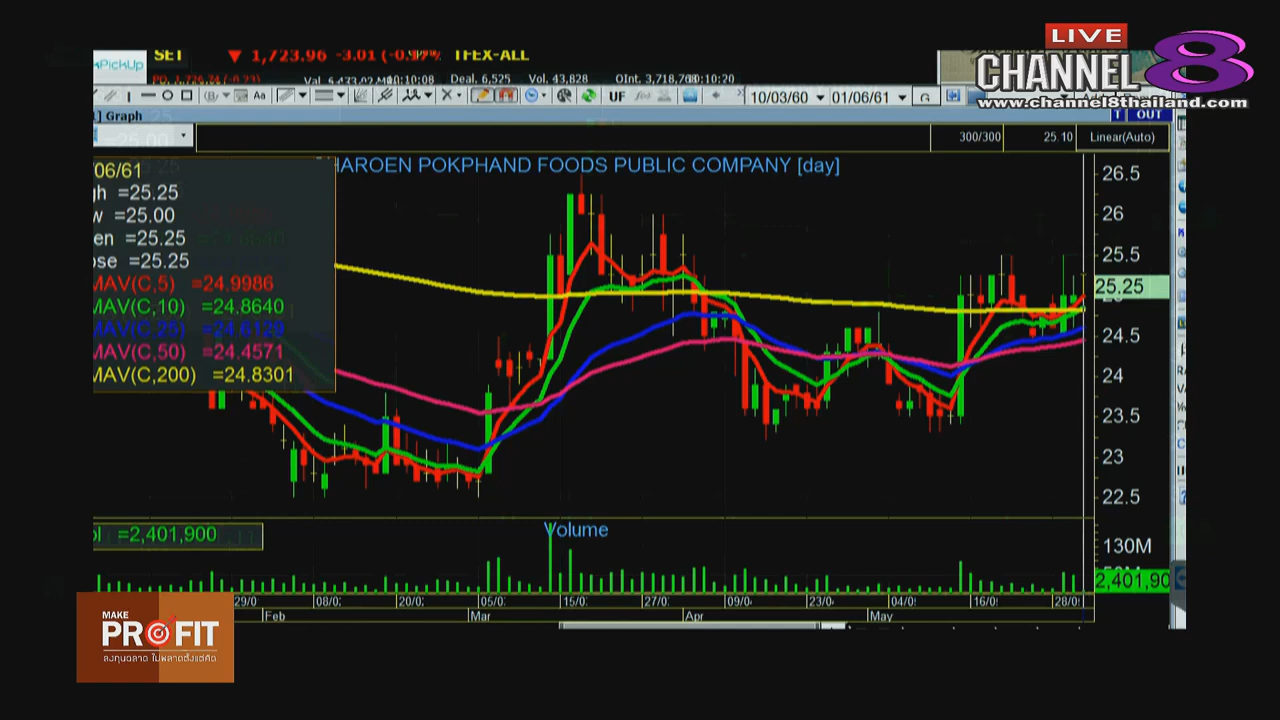 LIVE
CHANNEL 8
www.channel8thailand.com
PickUp
SET
▼ 1,723.96 -3.01
TFEX-ALL
Deal, 6,525
Vol, 43,828
10:10:20
Aa
UF
10/03/60
01/06/61
Graph
T
OUT
300/300
25.10
Linear(Auto)
HAROEN POKPHAND FOODS PUBLIC COMPANY [day]
06/61
gh =25.25
w =25.00
en =25.25
ose =25.25
MAV(C,5) =24.9986
MAV(C,10) =24.8640
MAV(C,25) =24.6129
MAV(C,50) =24.4571
MAV(C,200) =24.8301
26.5
26
25.5
25.25
24.5
24
23.5
23
22.5
ol =2,401,900
Volume
130M
2,401,90
29/0 08/0 20/0 05/0 15/0 27/0 09/0 23/0 04/0 16/0 28/0
Feb Mar Apr May
MAKE
PROFIT
ลงทุนฉลาด ไม่พลาดตั้งแต่คิด